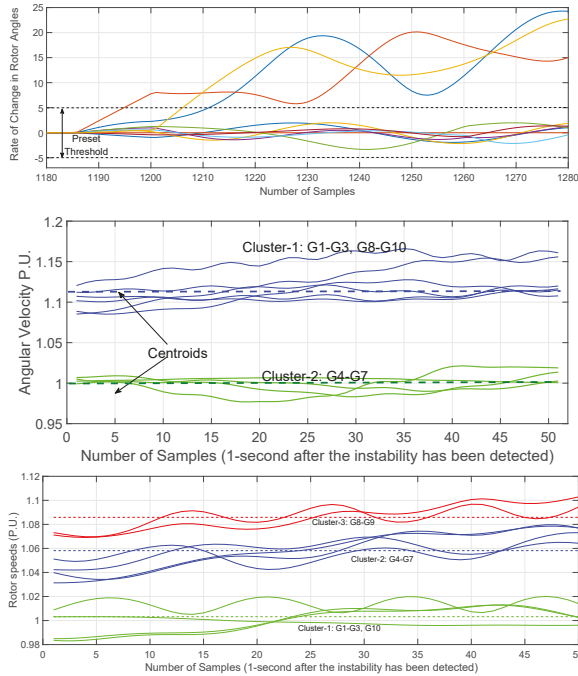 25
20
15
10
5
0
-5
Rate of Change in Rotor Angles
Preset
Threshold
1180 1190 1200 1210 1220 1230 1240 1250 1260 1270 1280
Number of Samples
1.2
1.15
1.1
1.05
1
0.95
Angular Velocity P.U.
Cluster-1: G1-G3, G8-G10
Centroids
Cluster-2: G4-G7
0 5 10 15 20 25 30 35 40 45 50
Number of Samples (1-second after the instability has been detected)
1.12
1.1
1.08
1.06
1.04
1.02
1
0.98
Rotor speeds (P.U.)
Cluster-3: G8-G9
Cluster-2: G4-G7
Cluster-1: G1-G3, G10
0 5 10 15 20 25 30 35 40 45 50
Number of Samples (1-second after the instability has been detected)